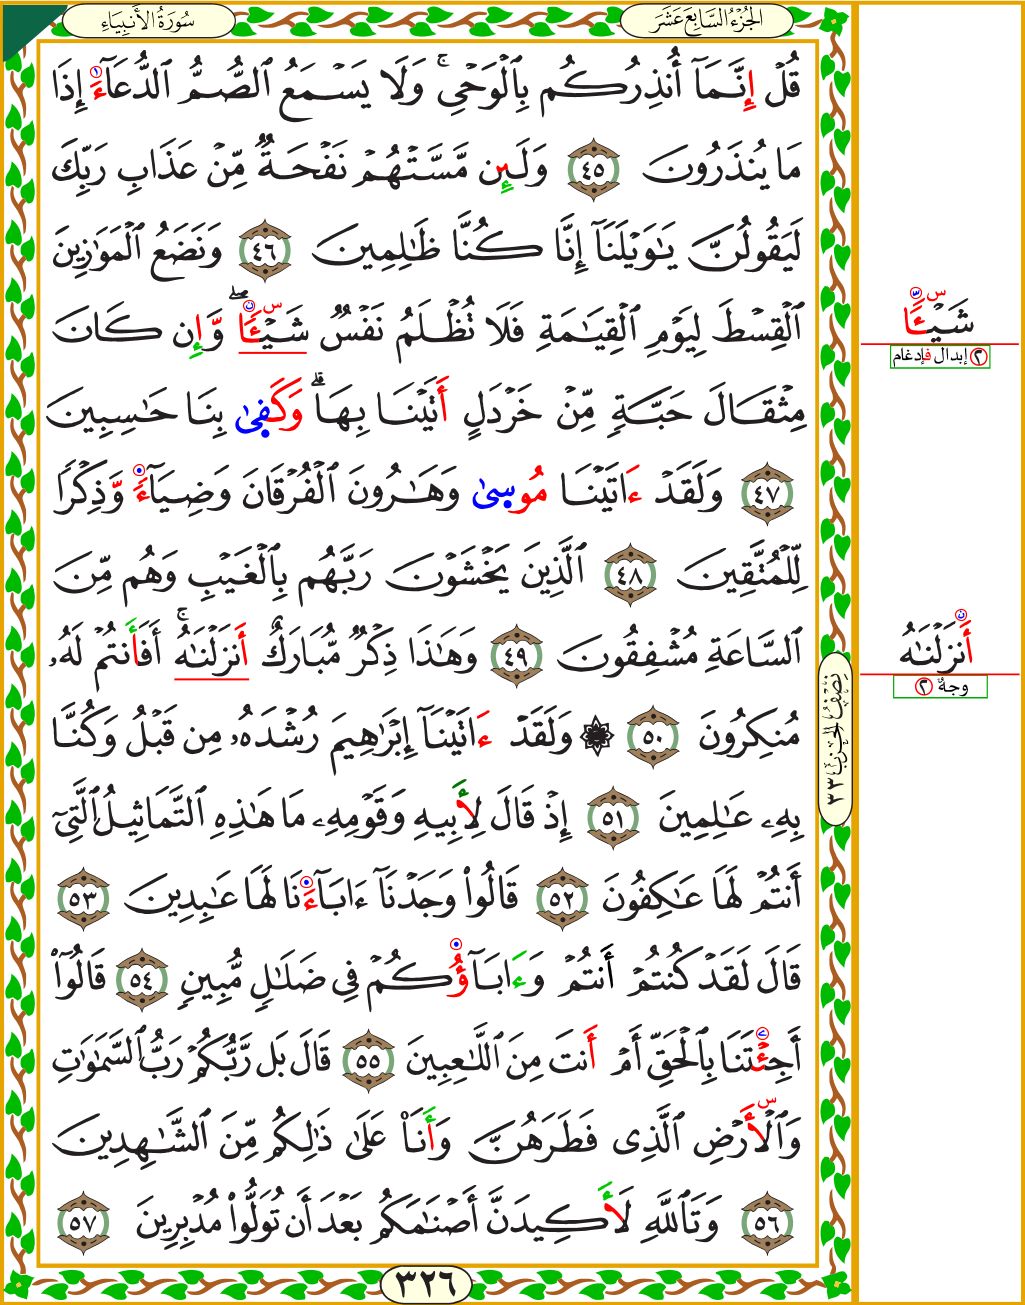 الجُزْءُ السَّابِعَ عَشَرَ
سُورَةُ الأَنْبِيَاءِ
قُلْ إِنَّمَآ أُنذِرُكُم بِٱلْوَحْىِ ۚ وَلَا يَسْمَعُ ٱلصُّمُّ ٱلدُّعَآءَ إِذَا
مَا يُنذَرُونَ ٤٥ وَلَئِن مَّسَّتْهُمْ نَفْحَةٌ مِّنْ عَذَابِ رَبِّكَ
لَيَقُولُنَّ يَٰوَيْلَنَآ إِنَّا كُنَّا ظَٰلِمِينَ ٤٦ وَنَضَعُ ٱلْمَوَٰزِينَ
ٱلْقِسْطَ لِيَوْمِ ٱلْقِيَٰمَةِ فَلَا تُظْلَمُ نَفْسٌ شَيْـًٔا ۖ وَإِن كَانَ
مِثْقَالَ حَبَّةٍ مِّنْ خَرْدَلٍ أَتَيْنَا بِهَا ۗ وَكَفَىٰ بِنَا حَٰسِبِينَ
٤٧ وَلَقَدْ ءَاتَيْنَا مُوسَىٰ وَهَٰرُونَ ٱلْفُرْقَانَ وَضِيَآءً وَّذِكْرًا
لِّلْمُتَّقِينَ ٤٨ ٱلَّذِينَ يَخْشَوْنَ رَبَّهُم بِٱلْغَيْبِ وَهُم مِّنَ
ٱلسَّاعَةِ مُشْفِقُونَ ٤٩ وَهَٰذَا ذِكْرٌ مُّبَارَكٌ أَنزَلْنَٰهُ ۚ أَفَأَنتُمْ لَهُۥ
مُنكِرُونَ ٥٠ ۞ وَلَقَدْ ءَاتَيْنَآ إِبْرَٰهِيمَ رُشْدَهُۥ مِن قَبْلُ وَكُنَّا
بِهِۦ عَٰلِمِينَ ٥١ إِذْ قَالَ لِأَبِيهِ وَقَوْمِهِۦ مَا هَٰذِهِ ٱلتَّمَاثِيلُ ٱلَّتِىٓ
أَنتُمْ لَهَا عَٰكِفُونَ ٥٢ قَالُوا۟ وَجَدْنَآ ءَابَآءَنَا لَهَا عَٰبِدِينَ ٥٣
قَالَ لَقَدْ كُنتُمْ أَنتُمْ وَءَابَآؤُكُمْ فِى ضَلَٰلٍ مُّبِينٍ ٥٤ قَالُوٓا۟
أَجِئْتَنَا بِٱلْحَقِّ أَمْ أَنتَ مِنَ ٱللَّٰعِبِينَ ٥٥ قَالَ بَل رَّبُّكُمْ رَبُّ ٱلسَّمَٰوَٰتِ
وَٱلْأَرْضِ ٱلَّذِى فَطَرَهُنَّ وَأَنَا۠ عَلَىٰ ذَٰلِكُم مِّنَ ٱلشَّٰهِدِينَ
٥٦ وَتَٱللَّهِ لَأَكِيدَنَّ أَصْنَٰمَكُم بَعْدَ أَن تُوَلُّوا۟ مُدْبِرِينَ ٥٧
٣٢٦
شَيْـًٔا
٢ إبدال فإدغام
أَنزَلْنَٰهُ
وجهٌ ٢
نصف الحزب ٣٣